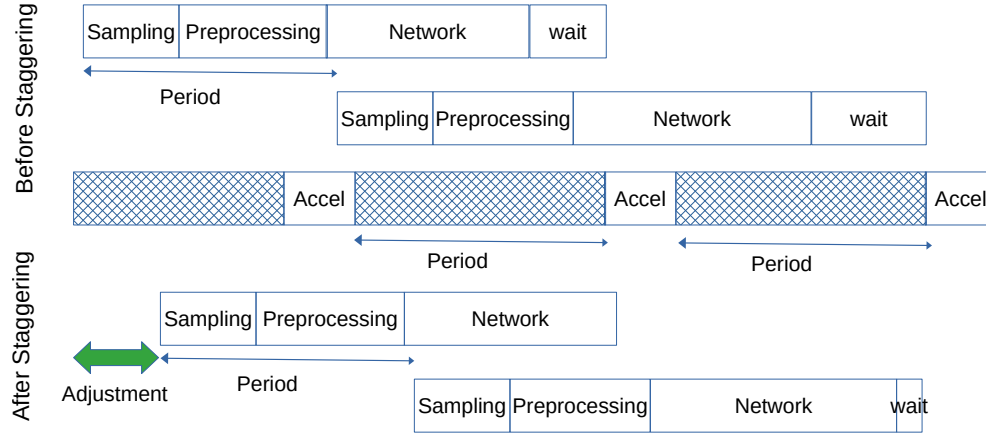 Before Staggering
Sampling Preprocessing Network wait
Period
Sampling Preprocessing Network wait
Accel Accel Accel
Period Period
After Staggering
Sampling Preprocessing Network
Adjustment Period
Sampling Preprocessing Network wait